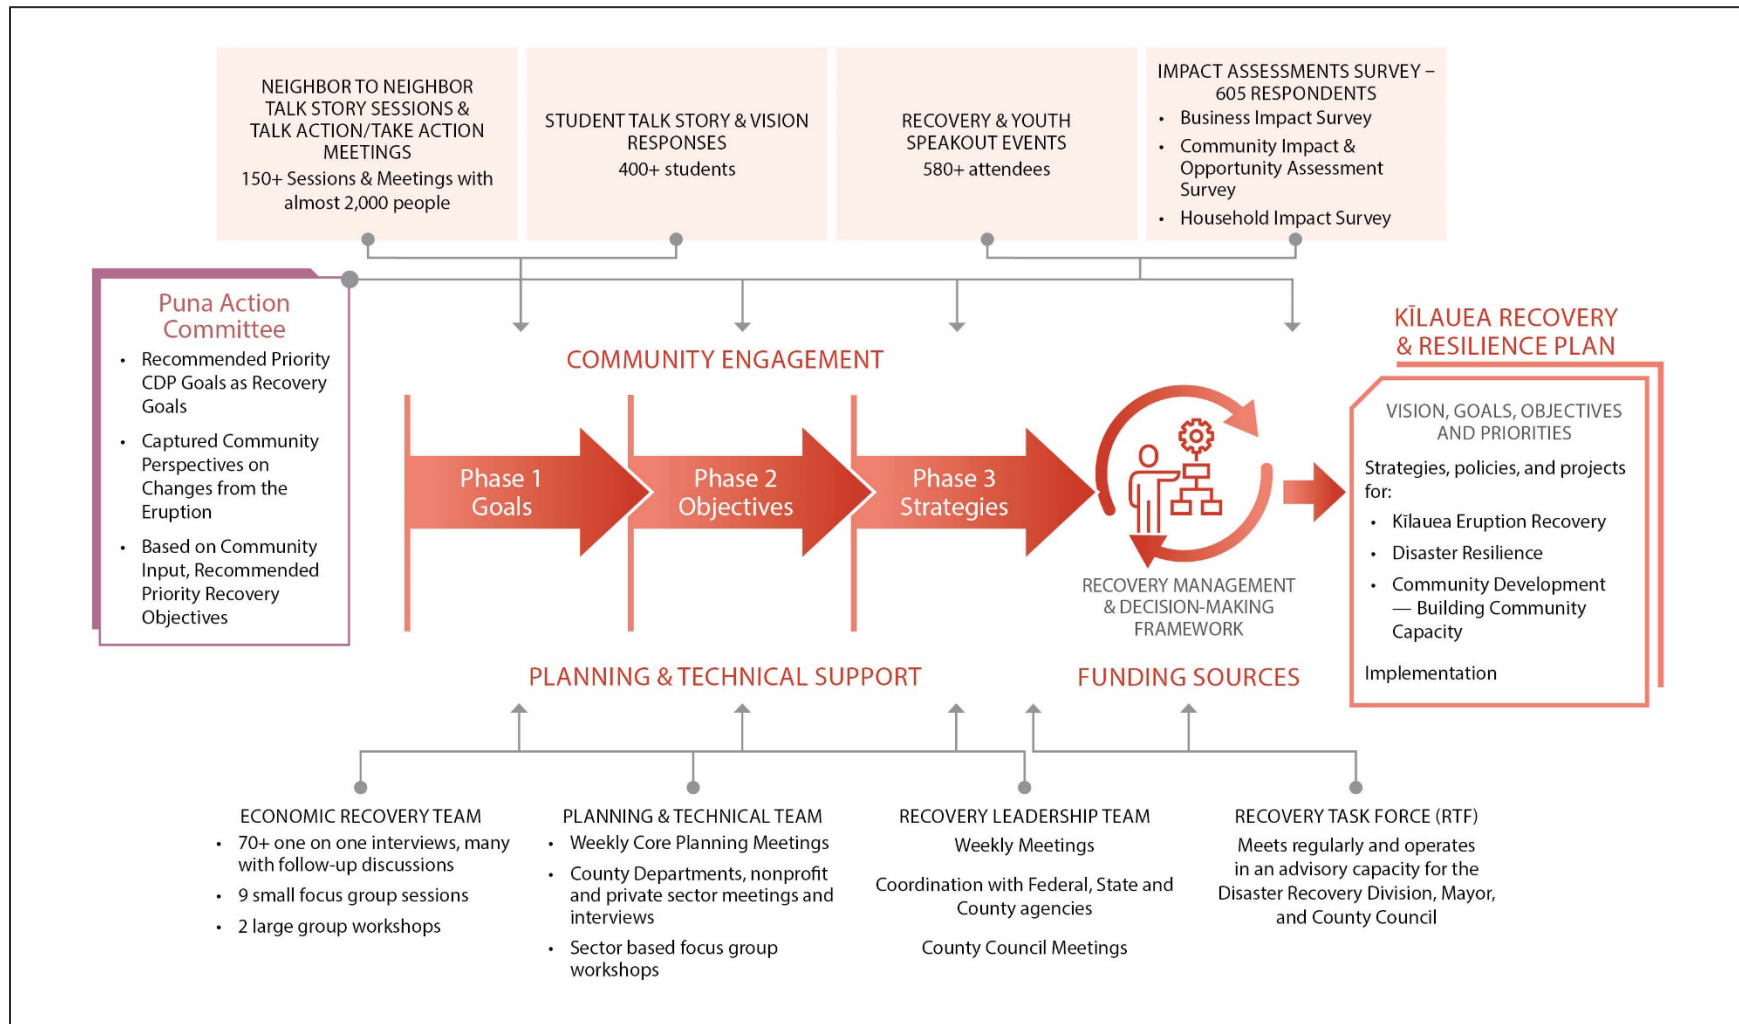 NEIGHBOR TO NEIGHBOR
TALK STORY SESSIONS &
TALK ACTION/TAKE ACTION
MEETINGS
150+ Sessions & Meetings with
almost 2,000 people
STUDENT TALK STORY & VISION
RESPONSES
400+ students
RECOVERY & YOUTH
SPEAKOUT EVENTS
580+ attendees
IMPACT ASSESSMENTS SURVEY –
605 RESPONDENTS
• Business Impact Survey
• Community Impact &
Opportunity Assessment
Survey
• Household Impact Survey
Puna Action
Committee
• Recommended Priority
CDP Goals as Recovery
Goals
• Captured Community
Perspectives on
Changes from the
Eruption
• Based on Community
Input, Recommended
Priority Recovery
Objectives
COMMUNITY ENGAGEMENT
Phase 1
Goals
Phase 2
Objectives
Phase 3
Strategies
RECOVERY MANAGEMENT
& DECISION-MAKING
FRAMEWORK
KĪLAUEA RECOVERY
& RESILIENCE PLAN
VISION, GOALS, OBJECTIVES
AND PRIORITIES
Strategies, policies, and projects
for:
• Kīlauea Eruption Recovery
• Disaster Resilience
• Community Development
— Building Community
Capacity
Implementation
PLANNING & TECHNICAL SUPPORT
FUNDING SOURCES
ECONOMIC RECOVERY TEAM
• 70+ one on one interviews, many
with follow-up discussions
• 9 small focus group sessions
• 2 large group workshops
PLANNING & TECHNICAL TEAM
• Weekly Core Planning Meetings
• County Departments, nonprofit
and private sector meetings and
interviews
• Sector based focus group
workshops
RECOVERY LEADERSHIP TEAM
Weekly Meetings
Coordination with Federal, State and
County agencies
County Council Meetings
RECOVERY TASK FORCE (RTF)
Meets regularly and operates
in an advisory capacity for the
Disaster Recovery Division, Mayor,
and County Council